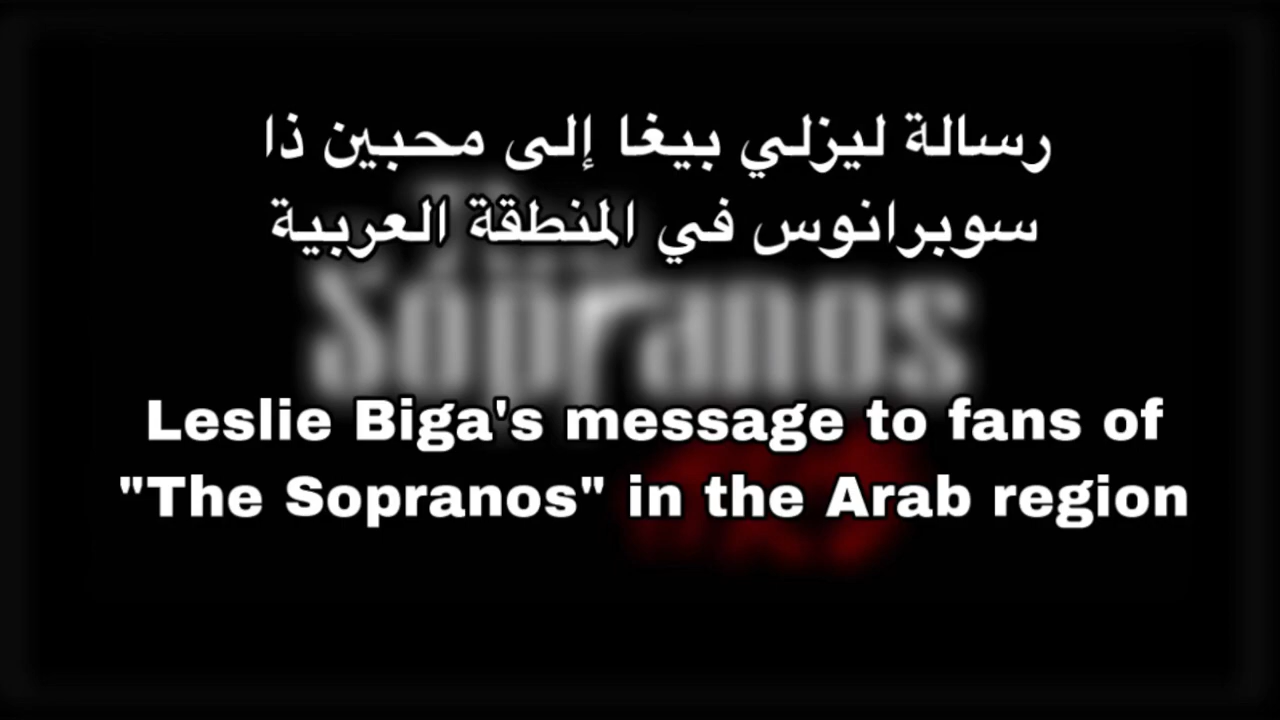 رسالة ليزلي بيغا إلى محبين ذا
سوبرانوس في المنطقة العربية
Sopranos
Leslie Biga's message to fans of
"The Sopranos" in the Arab region